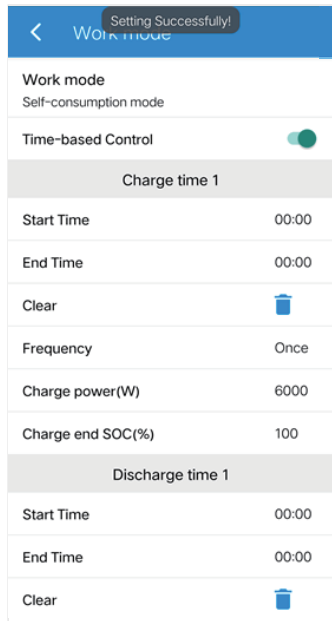 Setting Successfully!
Work mode
Work mode
Self-consumption mode
Time-based Control
Charge time 1
Start Time 00:00
End Time 00:00
Clear
Frequency Once
Charge power(W) 6000
Charge end SOC(%) 100
Discharge time 1
Start Time 00:00
End Time 00:00
Clear